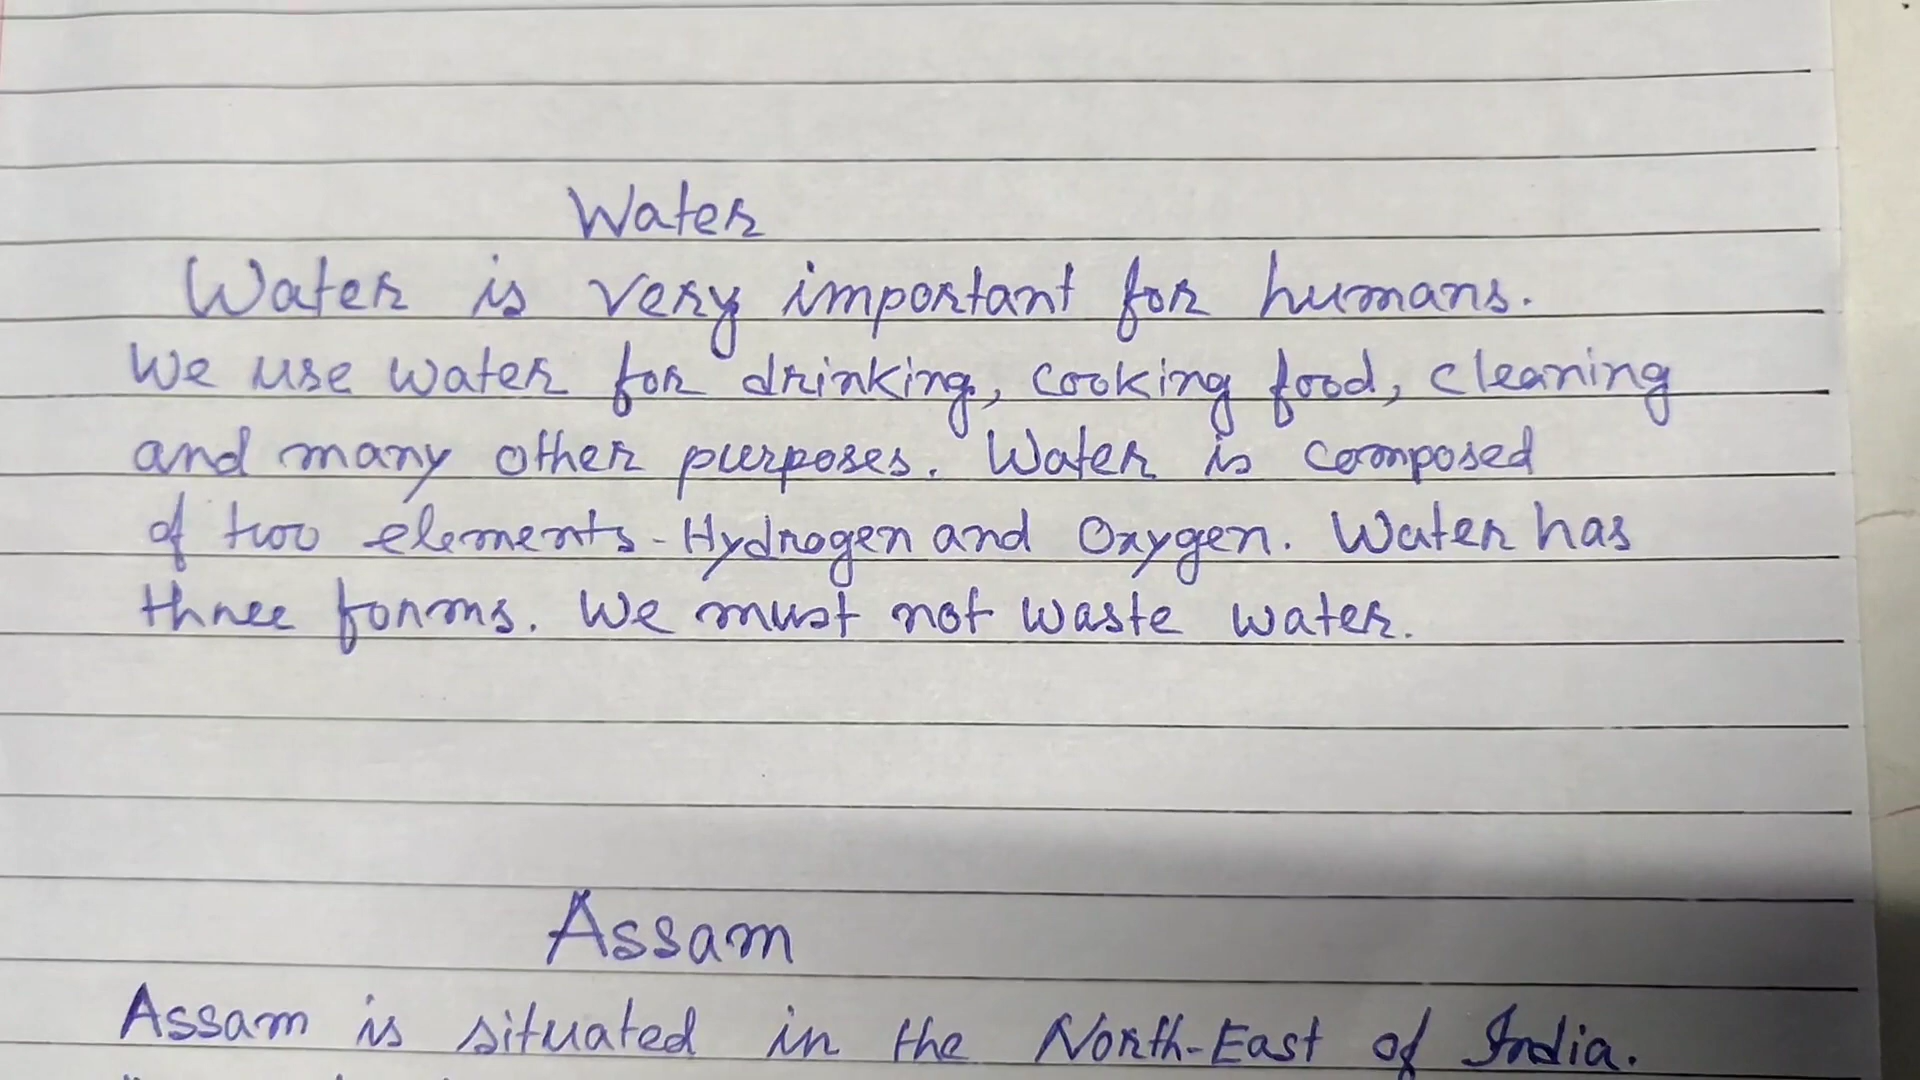 Water
Water is very important for humans.
We use water for drinking, cooking food, cleaning
and many other purposes. Water is composed
of two elements - Hydrogen and Oxygen. Water has
three forms. We must not waste water.
Assam
Assam is situated in the North-East of India.